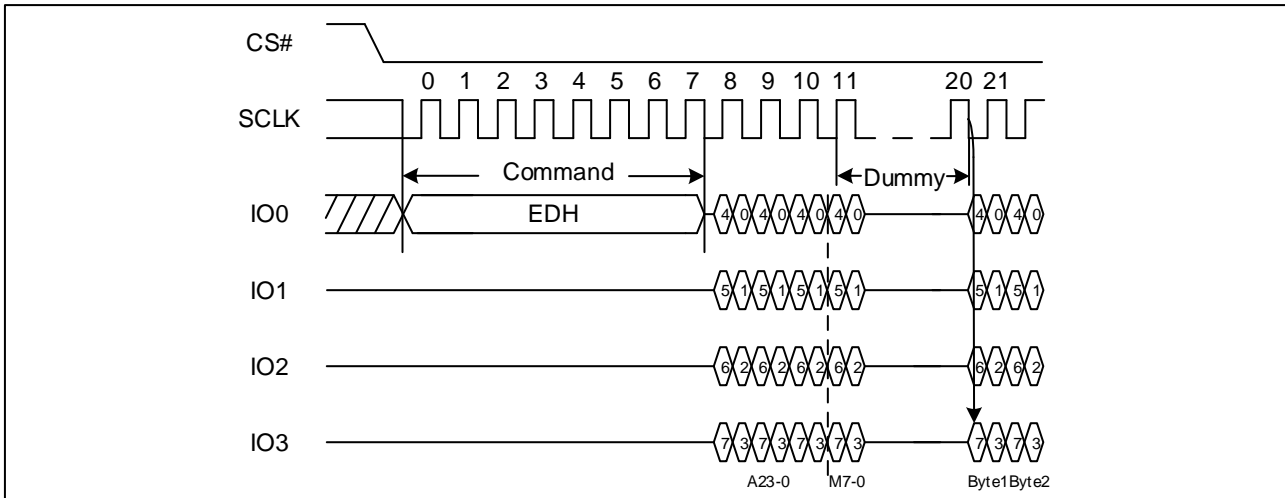 CS#
0 1 2 3 4 5 6 7 8 9 10 11 20 21
SCLK
Command Dummy
IO0 EDH 4 0 4 0 4 0 4 0 4 0 4 0
IO1 5 1 5 1 5 1 5 1 5 1 5 1
IO2 6 2 6 2 6 2 6 2 6 2 6 2
IO3 7 3 7 3 7 3 7 3 7 3 7 3
A23-0 M7-0 Byte1 Byte2